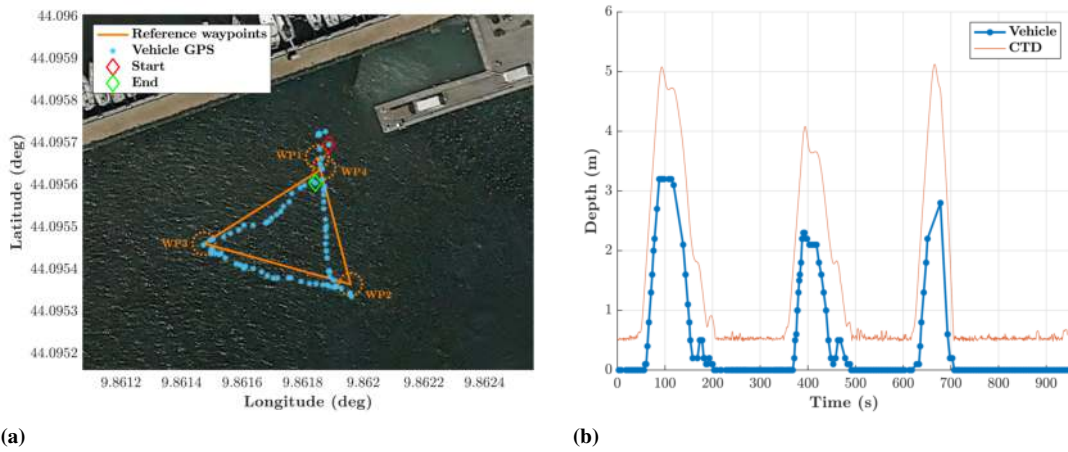 44.096
44.0959
44.0958
44.0957
44.0956
44.0955
44.0954
44.0953
44.0952
Latitude (deg)
Reference waypoints
Vehicle GPS
Start
End
WP1
WP4
WP3
WP2
9.8612 9.8614 9.8616 9.8618 9.862 9.8622 9.8624
Longitude (deg)
(a)
6
5
4
3
2
1
0
Depth (m)
Vehicle
CTD
0 100 200 300 400 500 600 700 800 900
Time (s)
(b)